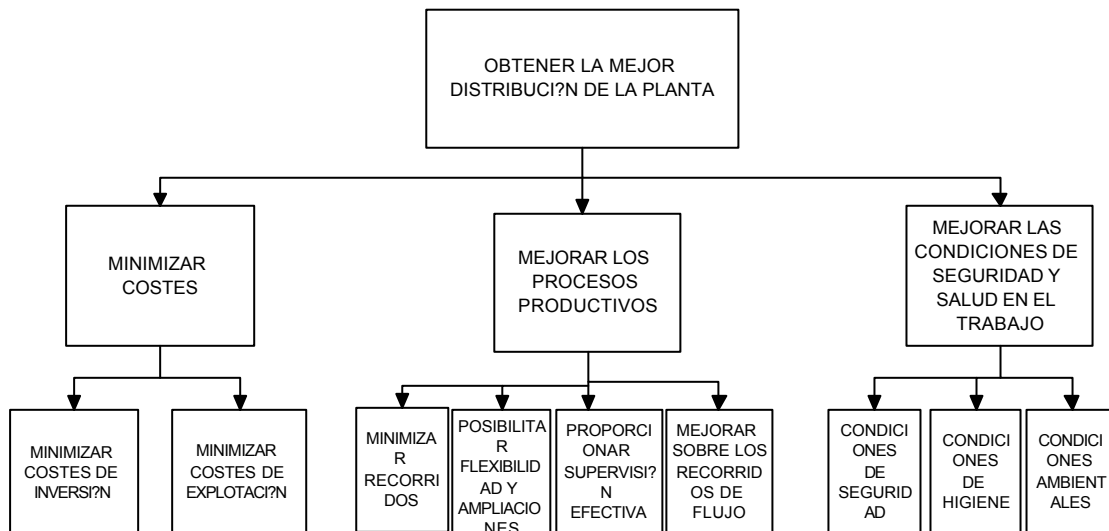 OBTENER LA MEJOR
DISTRIBUCI?N DE LA PLANTA
MINIMIZAR
COSTES
MEJORAR LOS
PROCESOS
PRODUCTIVOS
MEJORAR LAS
CONDICIONES DE
SEGURIDAD Y
SALUD EN EL
TRABAJO
MINIMIZAR
COSTES DE
INVERSI?N
MINIMIZAR
COSTES DE
EXPLOTACI?N
MINIMIZA
R
RECORRI
DOS
POSIBILITA
R
FLEXIBILID
AD Y
AMPLIACIO
NES
PROPORCI
ONAR
SUPERVISI?
N
EFECTIVA
MEJORAR
SOBRE LOS
RECORRID
OS DE
FLUJO
CONDICI
ONES
DE
SEGURID
AD
CONDICI
ONES
DE
HIGIENE
CONDICI
ONES
AMBIENT
ALES